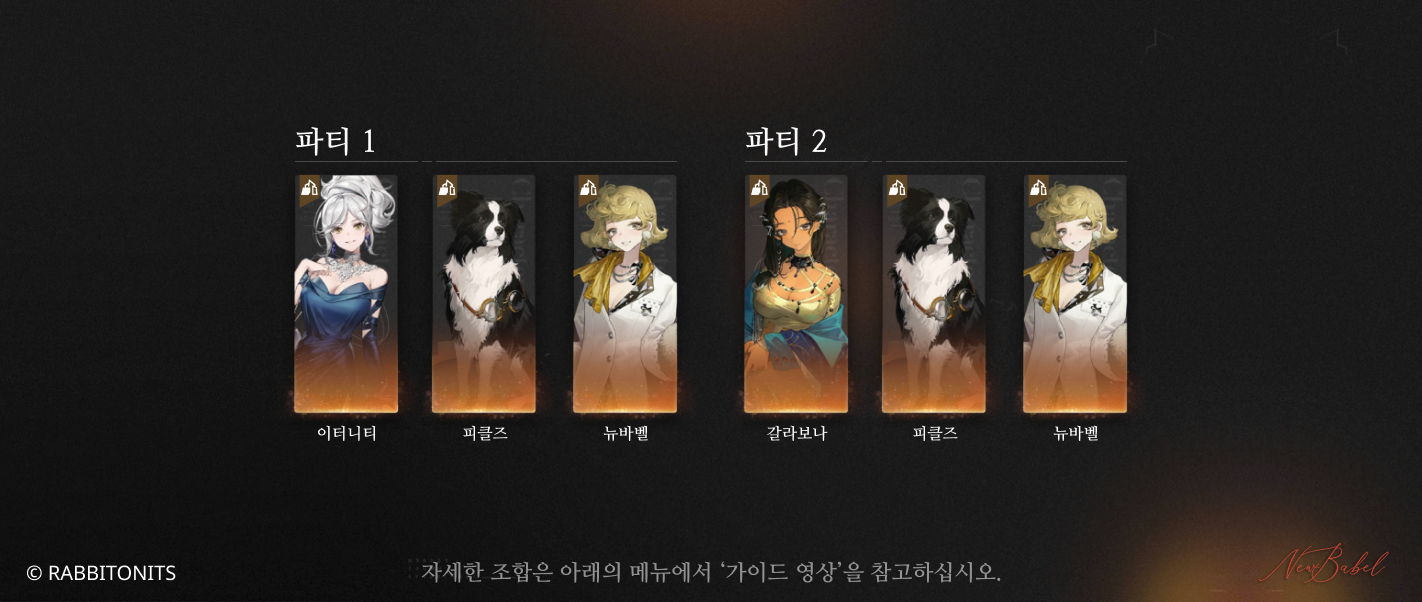 파티 1
파티 2
이터니티
피클즈
뉴바벨
갈라보나
피클즈
뉴바벨
자세한 조합은 아래의 메뉴에서 ‘가이드 영상’을 참고하십시오.
© RABBITONITS
NewBabel